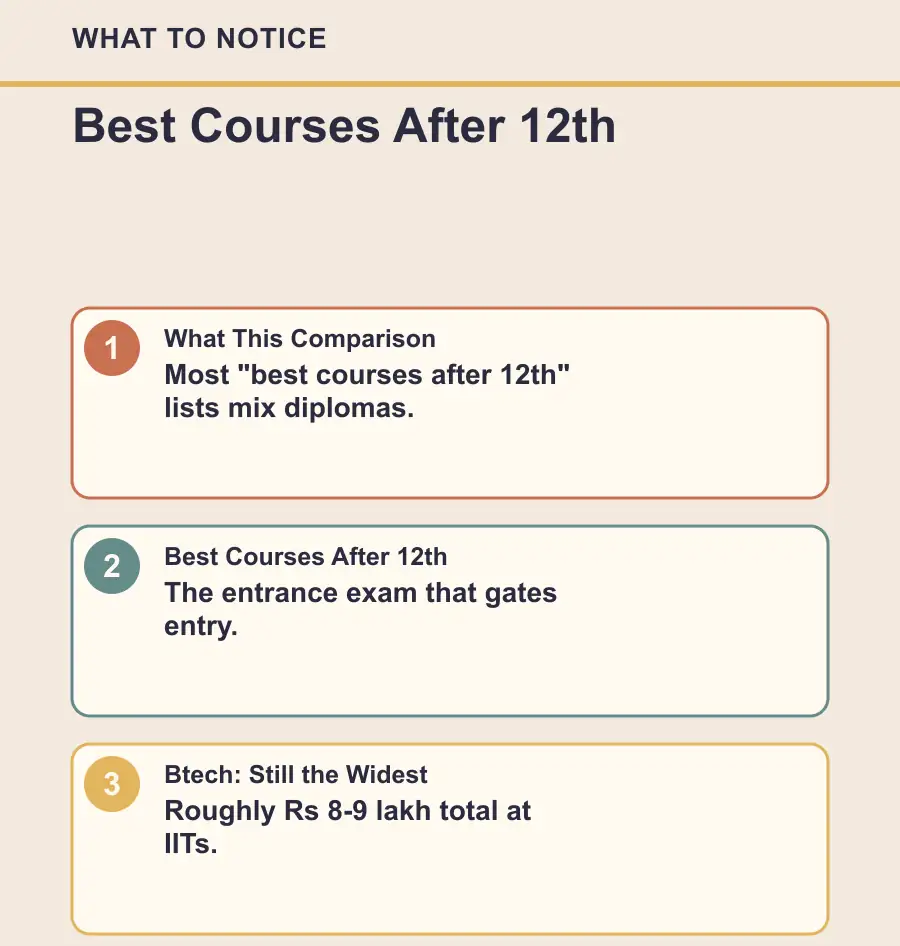 WHAT TO NOTICE
Best Courses After 12th
1
What This Comparison
Most "best courses after 12th"
lists mix diplomas.
2
Best Courses After 12th
The entrance exam that gates
entry.
3
Btech: Still the Widest
Roughly Rs 8-9 lakh total at
IITs.